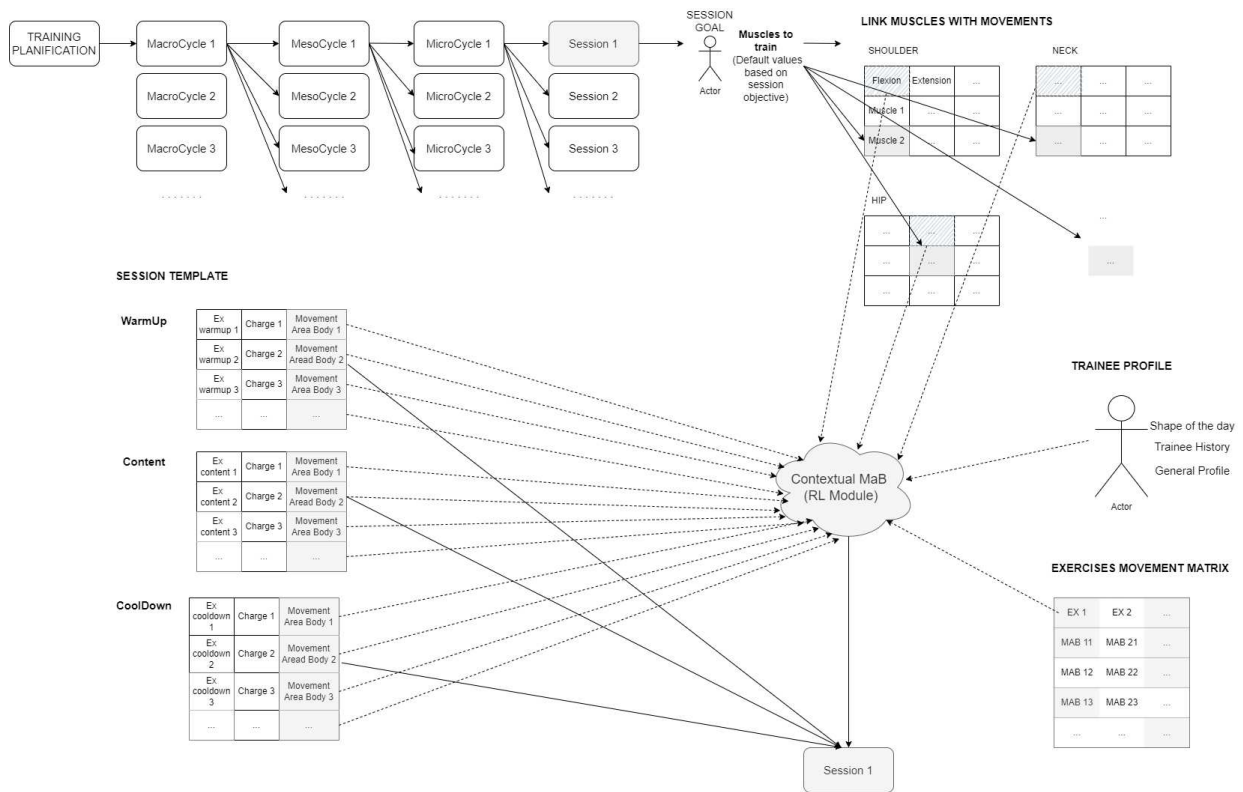 TRAINING
PLANIFICATION
MacroCycle 1
MesoCycle 1
MicroCycle 1
Session 1
MacroCycle 2
MesoCycle 2
MicroCycle 2
Session 2
MacroCycle 3
MesoCycle 3
MicroCycle 3
Session 3
. . . . . . .
. . . . . . .
. . . . . . .
. . . . . . .
SESSION
GOAL
Actor
Muscles to
train
(Default values
based on
session
objective)
LINK MUSCLES WITH MOVEMENTS
SHOULDER
Flexion
Extension
...
Muscle 1
...
...
Muscle 2
...
...
NECK
...
...
...
...
...
...
...
...
...
HIP
...
...
...
...
...
...
...
...
...
...
...
SESSION TEMPLATE
WarmUp
Ex
warmup 1
Charge 1
Movement
Area Body 1
Ex
warmup 2
Charge 2
Movement
Aread Body 2
Ex
warmup 3
Charge 3
Movement
Area Body 3
...
...
...
Content
Ex
content 1
Charge 1
Movement
Area Body 1
Ex
content 2
Charge 2
Movement
Aread Body 2
Ex
content 3
Charge 3
Movement
Area Body 3
...
...
...
CoolDown
Ex
cooldown
1
Charge 1
Movement
Area Body 1
Ex
cooldown
2
Charge 2
Movement
Aread Body 2
Ex
cooldown
3
Charge 3
Movement
Area Body 3
...
...
...
Contextual MaB
(RL Module)
TRAINEE PROFILE
Shape of the day
Trainee History
General Profile
Actor
EXERCISES MOVEMENT MATRIX
EX 1
EX 2
...
MAB 11
MAB 21
...
MAB 12
MAB 22
...
MAB 13
MAB 23
...
...
...
...
Session 1